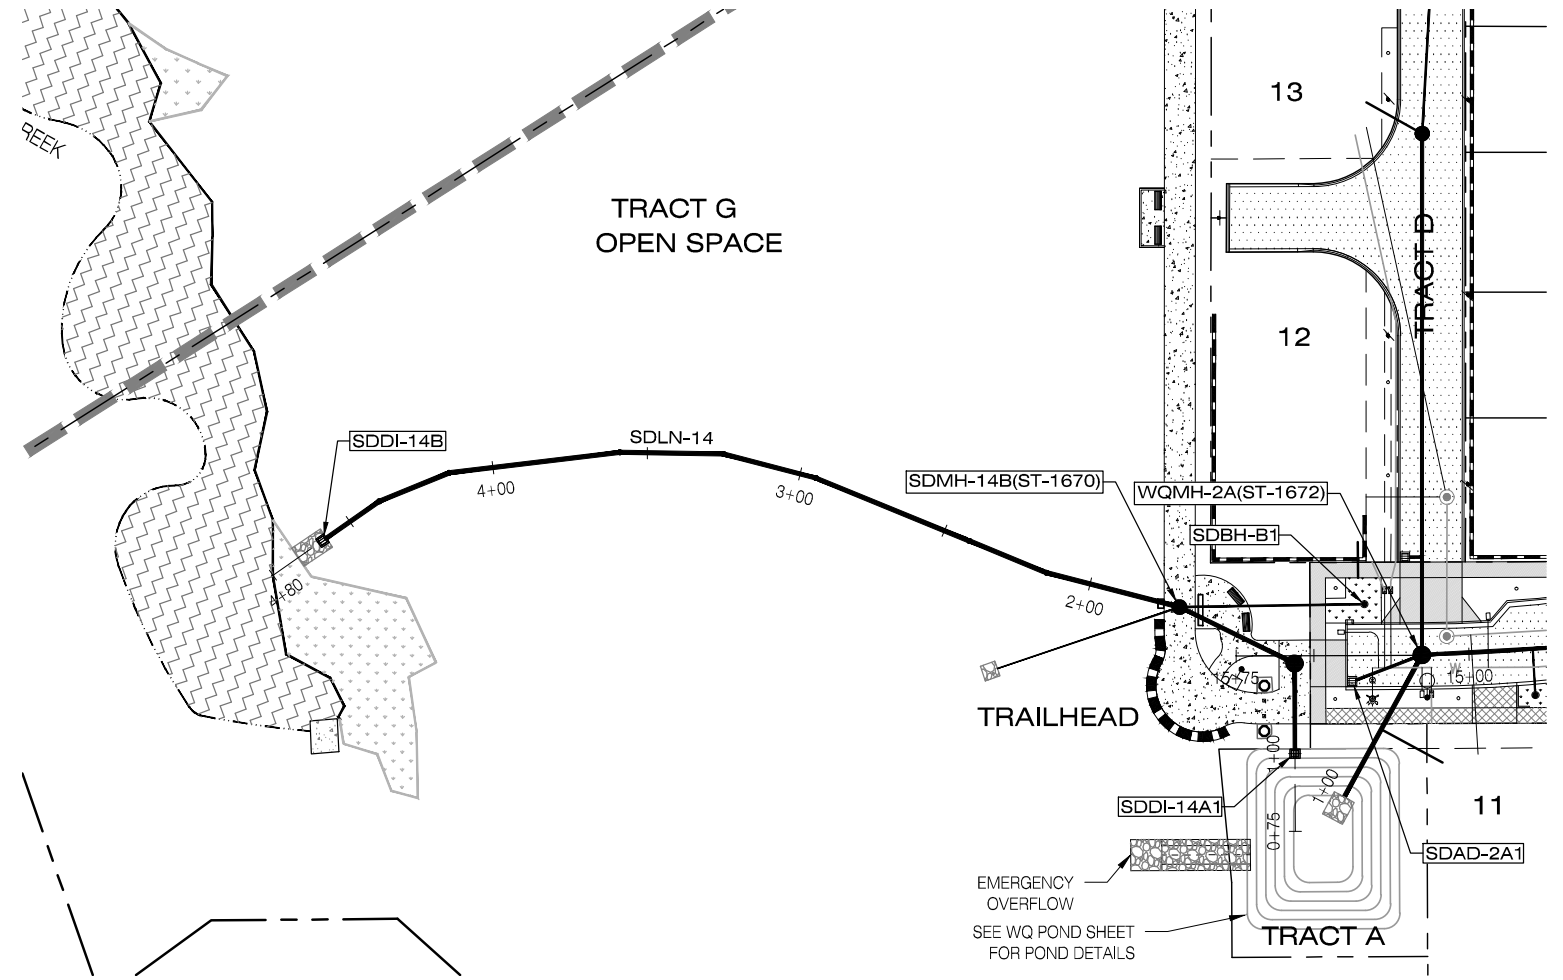 13
REEK
TRACT G
OPEN SPACE
TRACT D
12
SDDI-14B
SDLN-14
4+00
3+00
SDMH-14B(ST-1670)
WQMH-2A(ST-1672)
SDBH-B1
4+80
2+00
W
15+75
15+00
TRAILHEAD
1+00
1+00
SDDI-14A1
11
0+75
SDAD-2A1
EMERGENCY
OVERFLOW
SEE WQ POND SHEET
FOR POND DETAILS
TRACT A